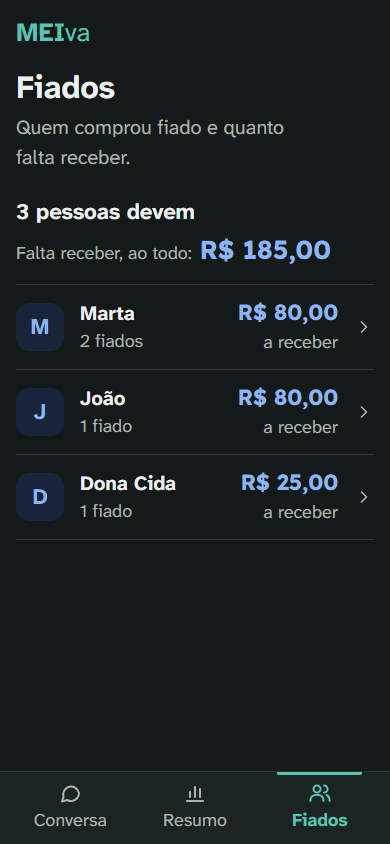 MEIva
Fiados
Quem comprou fiado e quanto
falta receber.
3 pessoas devem
Falta receber, ao todo: R$ 185,00
M
Marta
R$ 80,00
2 fiados
a receber
J
João
R$ 80,00
1 fiado
a receber
D
Dona Cida
R$ 25,00
1 fiado
a receber
Conversa
Resumo
Fiados